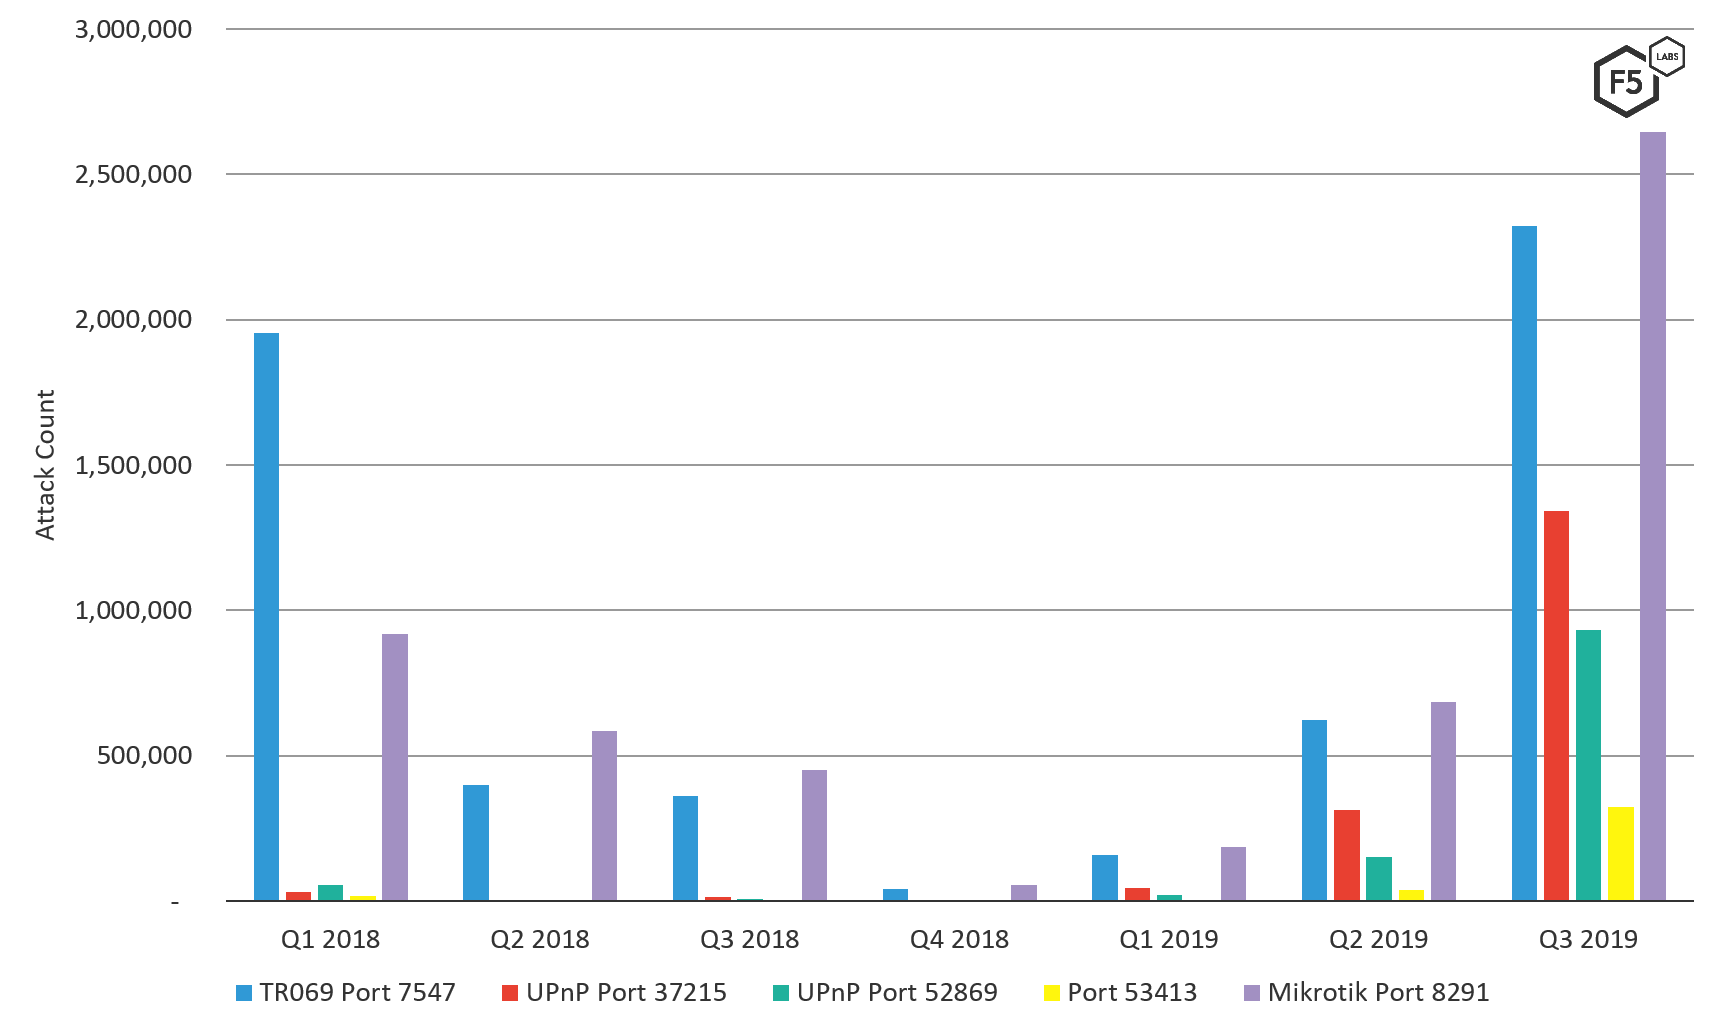 3,000,000
LABS
F5
2,500,000
2,000,000
1,500,000
1,000,000
500,000
-
Attack Count
Q1 2018 Q2 2018 Q3 2018 Q4 2018 Q1 2019 Q2 2019 Q3 2019
TR069 Port 7547 UPnP Port 37215 UPnP Port 52869 Port 53413 Mikrotik Port 8291